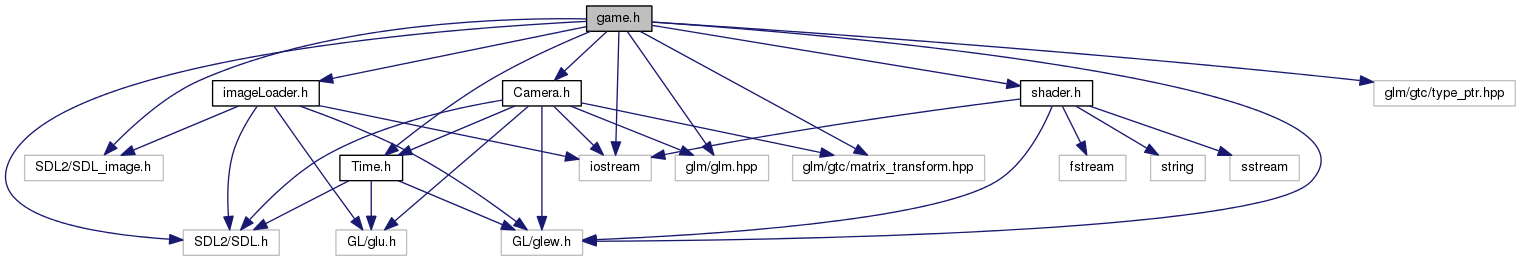 game.h
imageLoader.h
Camera.h
shader.h
glm/gtc/type_ptr.hpp
SDL2/SDL_image.h
Time.h
iostream
glm/glm.hpp
glm/gtc/matrix_transform.hpp
fstream
string
sstream
SDL2/SDL.h
GL/glu.h
GL/glew.h